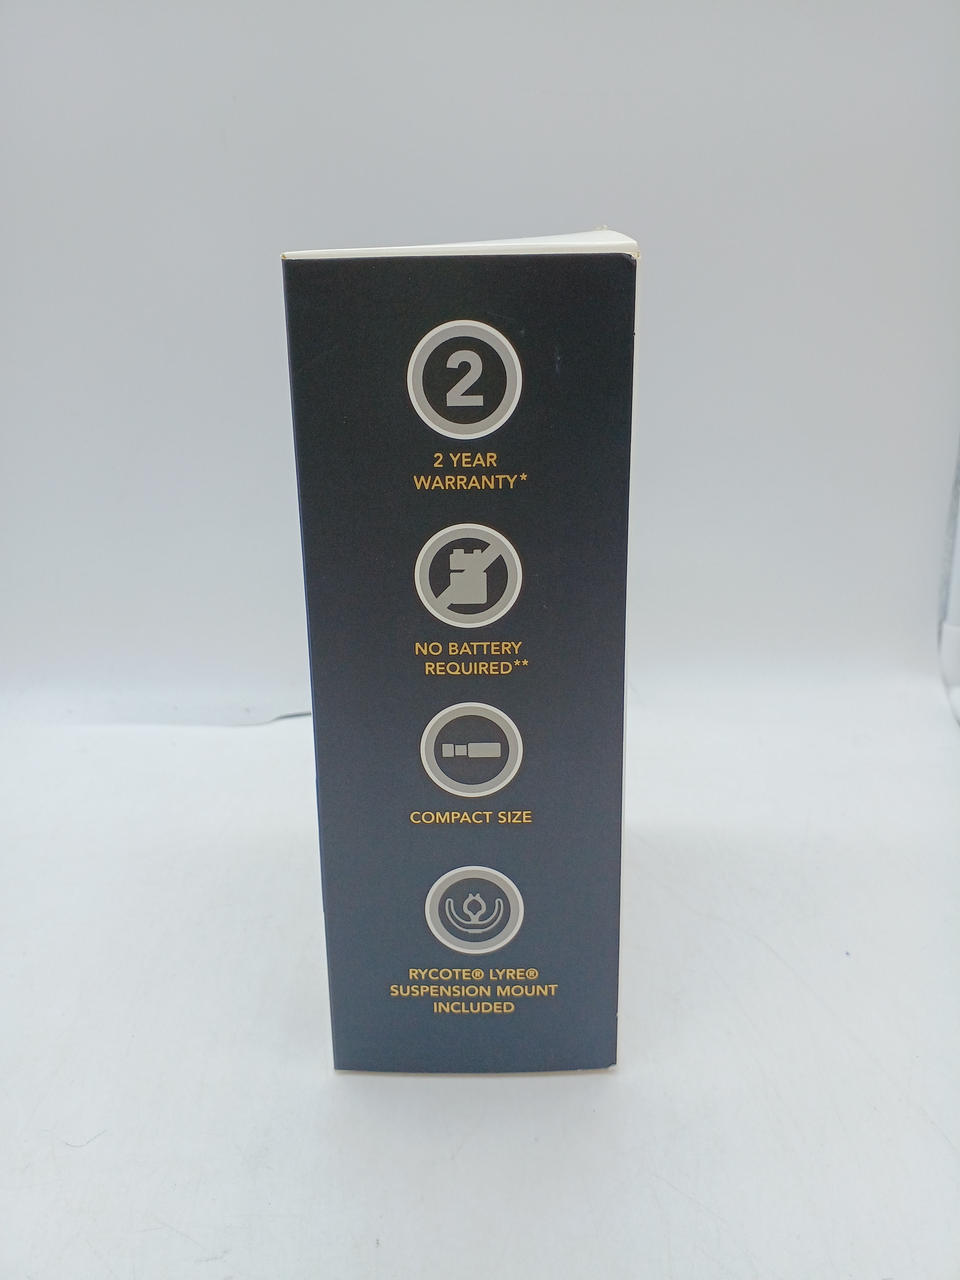 2
2 YEAR
WARRANTY*
NO BATTERY
REQUIRED**
COMPACT SIZE
RYCOTE® LYRE®
SUSPENSION MOUNT
INCLUDED